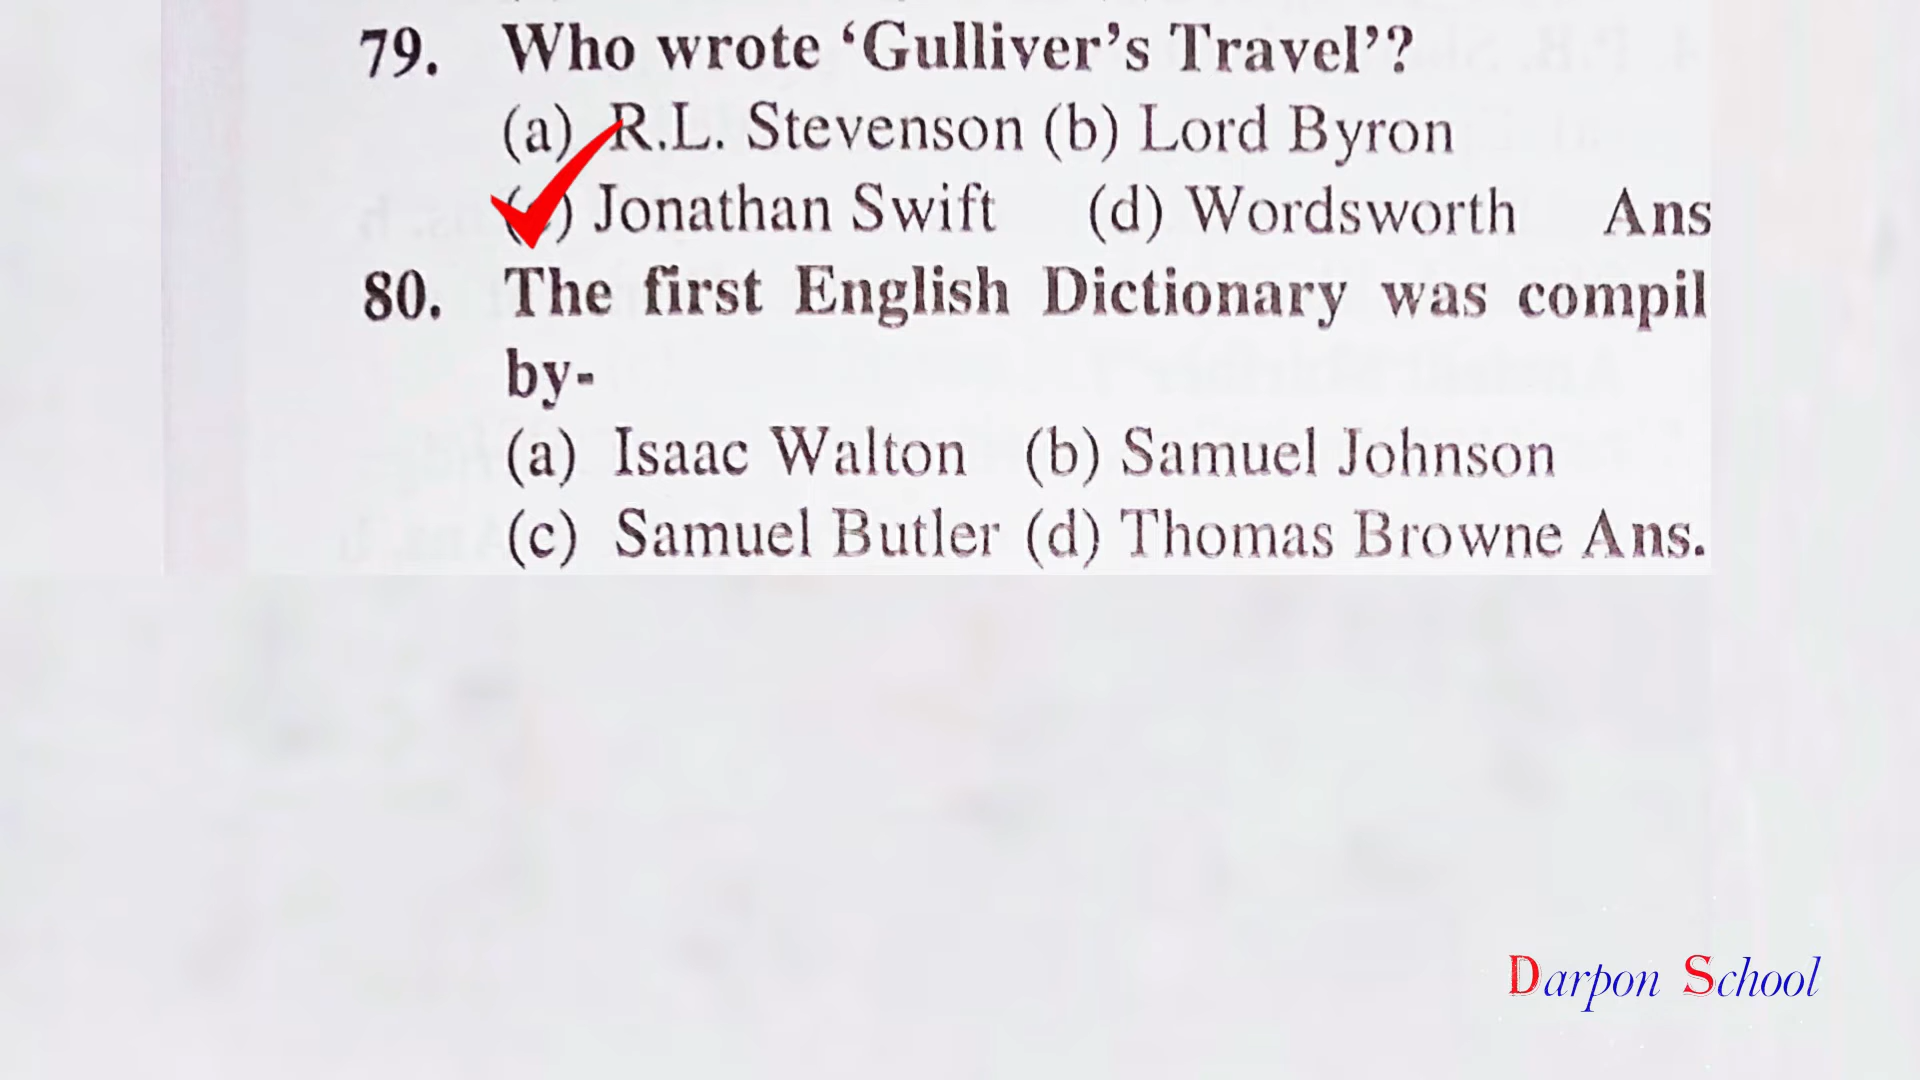 79. Who wrote ‘Gulliver’s Travel’?
(a) R.L. Stevenson (b) Lord Byron
) Jonathan Swift (d) Wordsworth Ans
80. The first English Dictionary was compil
by-
(a) Isaac Walton (b) Samuel Johnson
(c) Samuel Butler (d) Thomas Browne Ans.
Darpon School